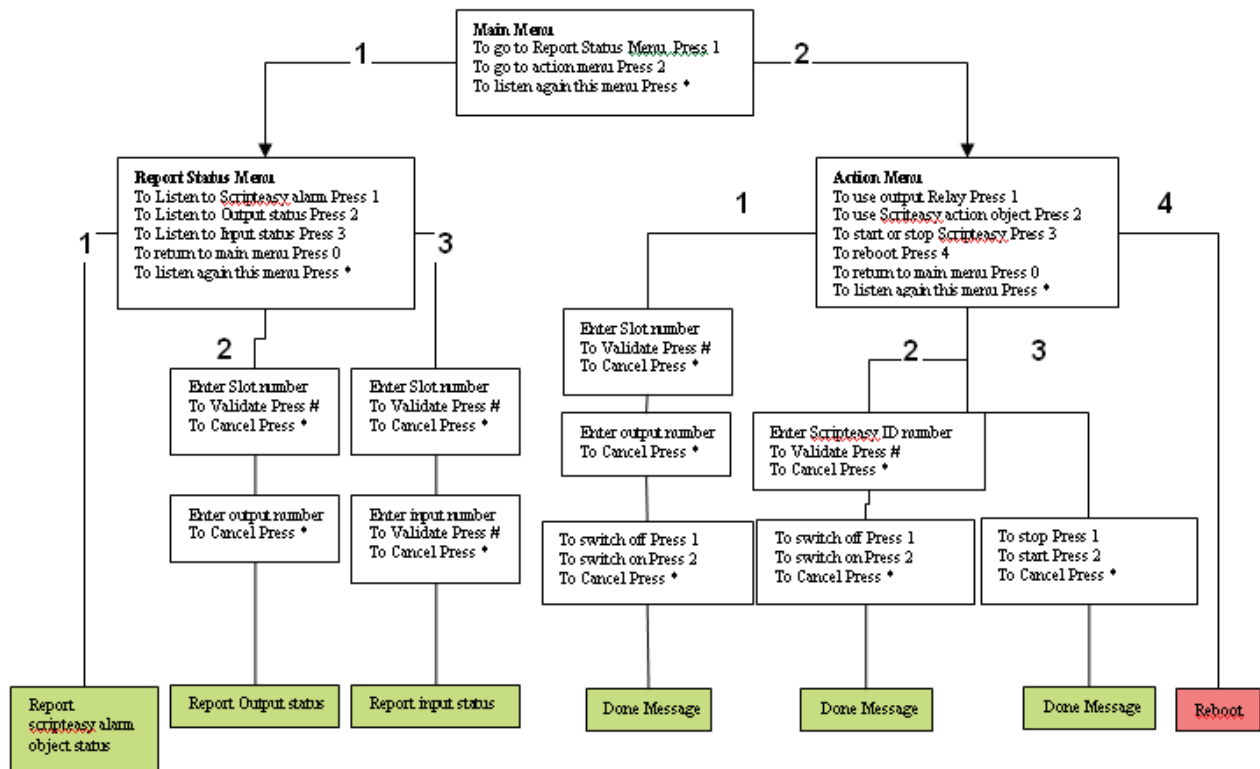 Main Menu
To go to Report Status Menu Press 1
To go to action menu Press 2
To listen again this menu Press *
1
2
Report Status Menu
To Listen to Scripteasy alarm Press 1
To Listen to Output status Press 2
To Listen to Input status Press 3
To return to main menu Press 0
To listen again this menu Press *
Action Menu
To use output Relay Press 1
To use Scriteasy action object Press 2
To start or stop Scripteasy Press 3
To reboot Press 4
To return to main menu Press 0
To listen again this menu Press *
1
3
1
4
2
2
3
Enter Slot number
To Validate Press #
To Cancel Press *
Enter Slot number
To Validate Press #
To Cancel Press *
Enter Slot number
To Validate Press #
To Cancel Press *
Enter output number
To Cancel Press *
Enter input number
To Validate Press #
To Cancel Press *
Enter output number
To Cancel Press *
Enter Scripteasy ID number
To Validate Press #
To Cancel Press *
To switch off Press 1
To switch on Press 2
To Cancel Press *
To switch off Press 1
To switch on Press 2
To Cancel Press *
To stop Press 1
To start Press 2
To Cancel Press *
Report
scripteasy alarm
object status
Report Output status
Report input status
Done Message
Done Message
Done Message
Reboot